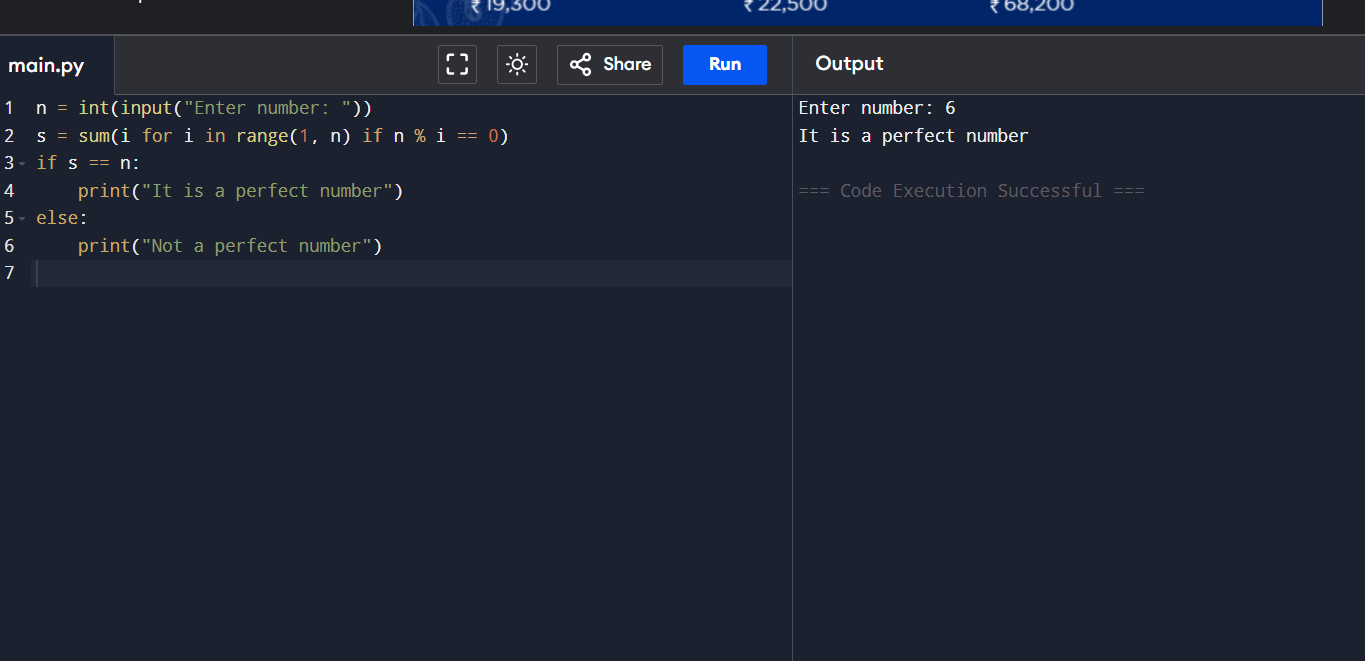 ₹ 19,300 ₹ 22,500 ₹ 68,200
main.py Share Run Output
1 n = int(input("Enter number: "))
2 s = sum(i for i in range(1, n) if n % i == 0)
3 if s == n:
4     print("It is a perfect number")
5 else:
6     print("Not a perfect number")
7
Enter number: 6
It is a perfect number
=== Code Execution Successful ===